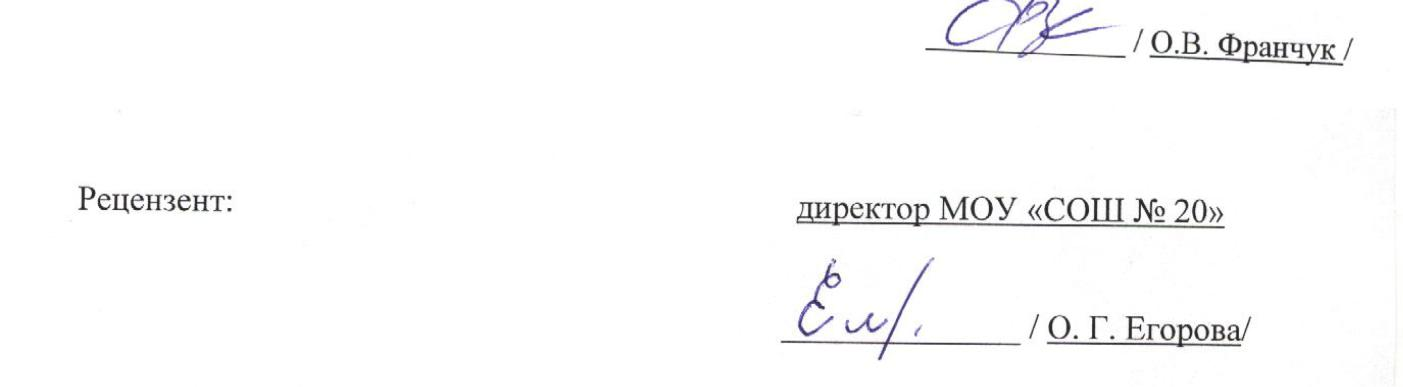 / О.В. Франчук /
Рецензент:
директор МОУ «СОШ № 20»
/ О. Г. Егорова/